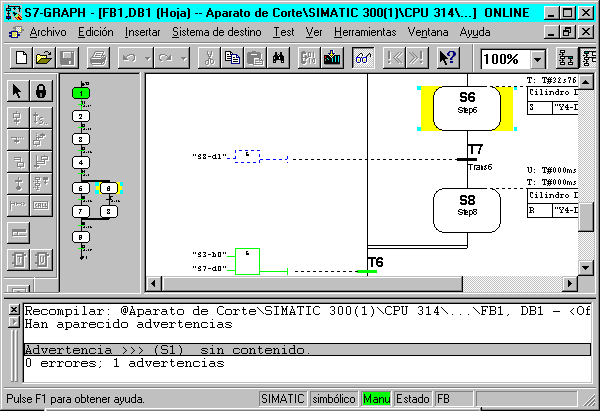 S7-GRAPH - [FB1,DB1 (Hoja) -- Aparato de Corte\SIMATIC 300(1)\CPU 314\...] ONLINE
Archivo Edición Insertar Sistema de destino Test Ver Herramientas Ventana Ayuda
100%
T: T#32s76
S6
Step6
Cilindro D
S "Y4-D
"S8-d1"
&
T7
Trans6
U: T#000ms
T: T#000ms
S8
Step8
Cilindro D
R "Y4-D
"S3-b0"
&
"S7-d0"
T6
1
2
3
4
5 6
7 8
9
Recompilar: @Aparato de Corte\SIMATIC 300(1)\CPU 314\...\FB1, DB1 - <Of
Han aparecido advertencias
Advertencia >>> (S1) sin contenido.
0 errores; 1 advertencias
Pulse F1 para obtener ayuda.
SIMATIC
simbólico
Manu
Estado
FB